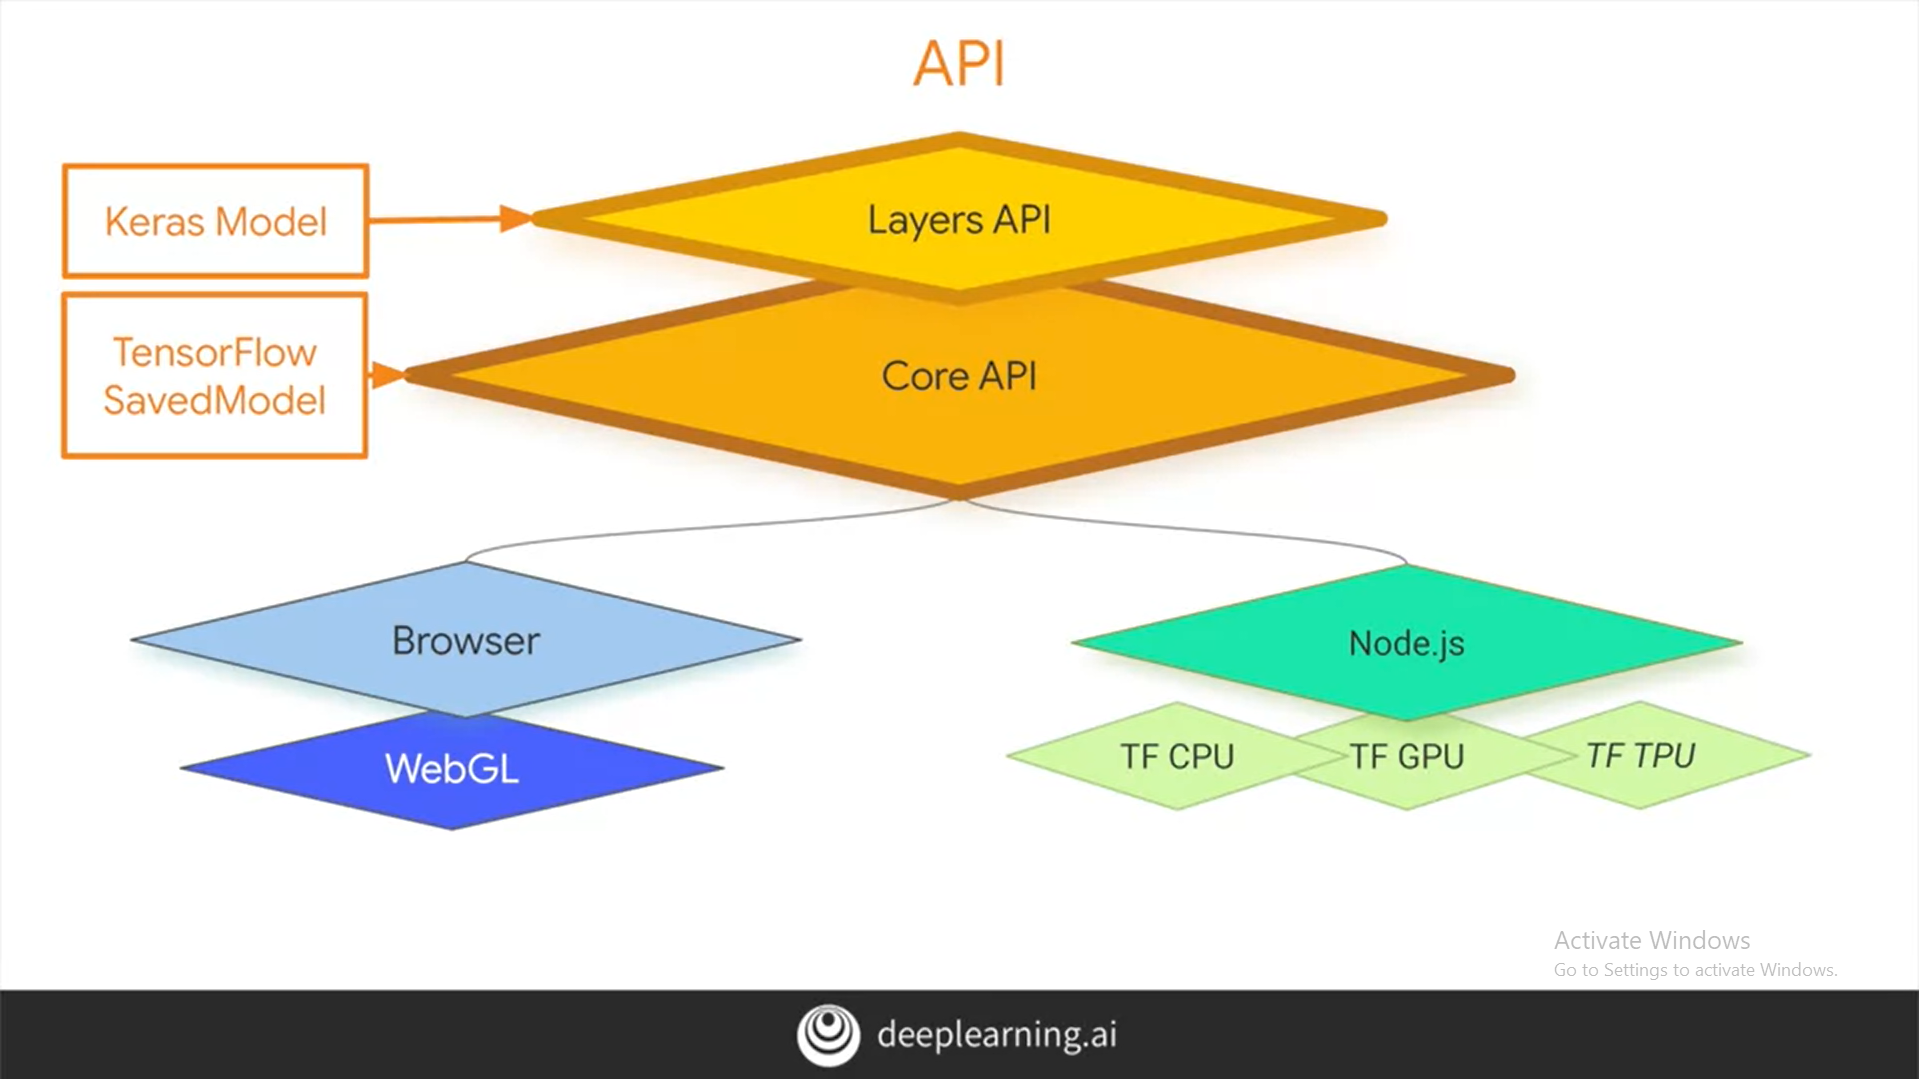 API
Keras Model
Layers API
TensorFlow
SavedModel
Core API
Browser
Node.js
WebGL
TF CPU
TF GPU
TF TPU
Activate Windows
Go to Settings to activate Windows.
deeplearning.ai